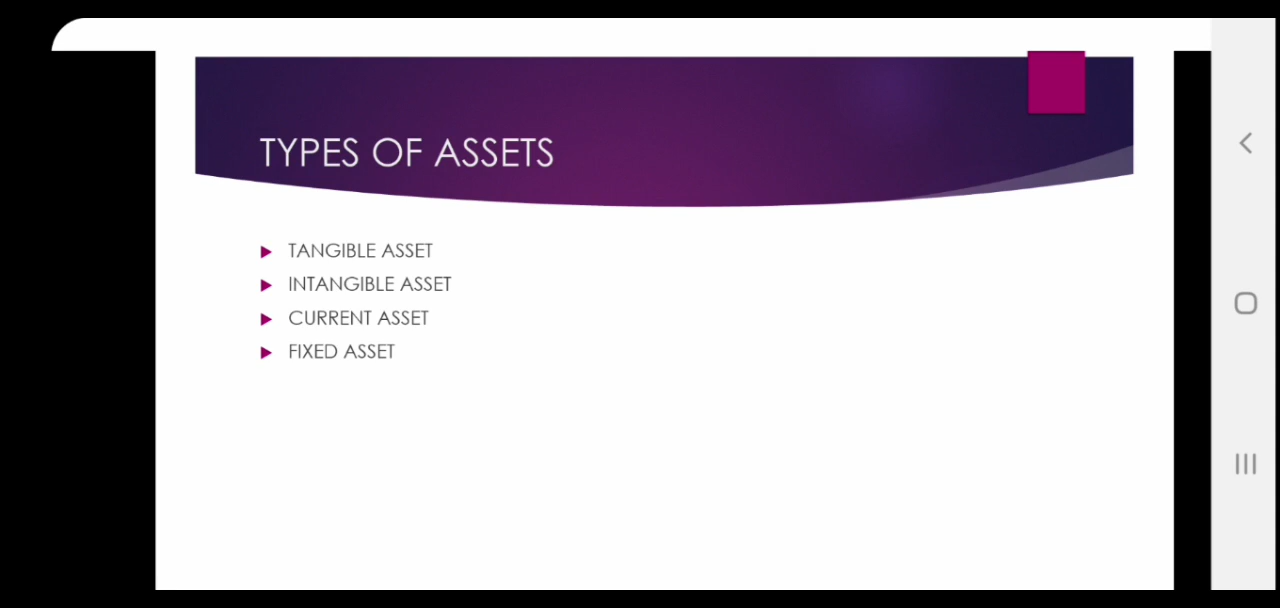 TYPES OF ASSETS
TANGIBLE ASSET
INTANGIBLE ASSET
CURRENT ASSET
FIXED ASSET